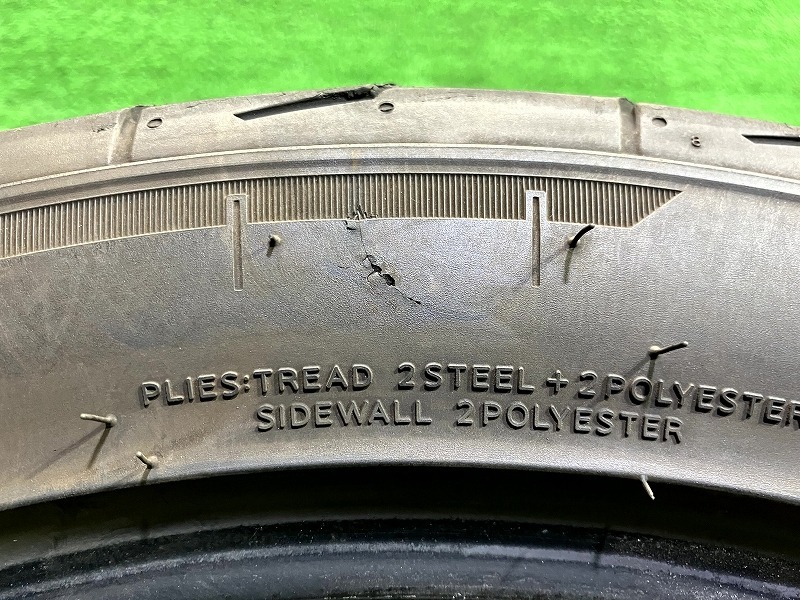 PLIES:TREAD 2STEEL+2POLYESTER
SIDEWALL 2POLYESTER